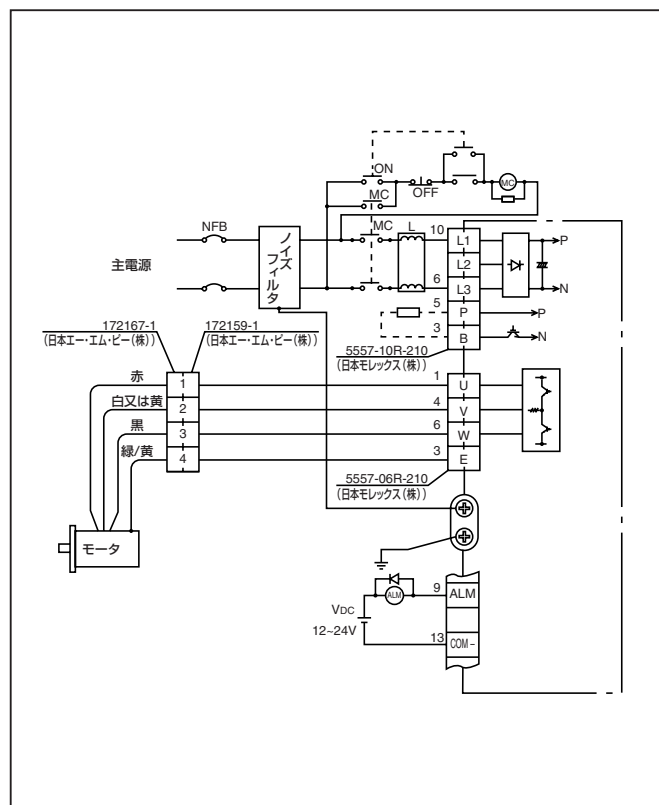 ON
MC
OFF
MC
NFB
ノイズフィルタ
MC
L
10
L1
P
主電源
L2
6
L3
N
5
P
P
3
B
N
172167-1
(日本エー・エム・ピー(株))
172159-1
(日本エー・エム・ピー(株))
5557-10R-210
(日本モレックス(株))
赤
1
1
U
白又は黄
2
4
V
黒
3
6
W
緑/黄
4
3
E
5557-06R-210
(日本モレックス(株))
モータ
ALM
9
ALM
VDC
12~24V
13
COM-